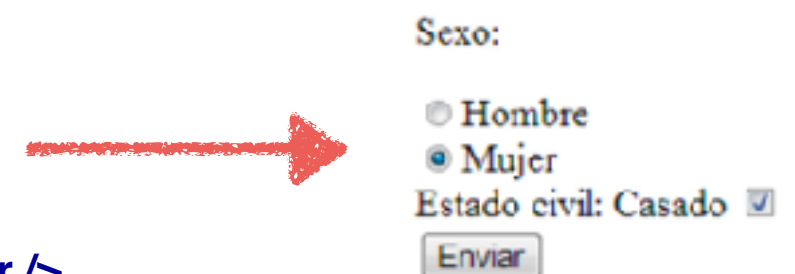 Sexo:
Hombre
Mujer
Estado civil: Casado
Enviar
r />